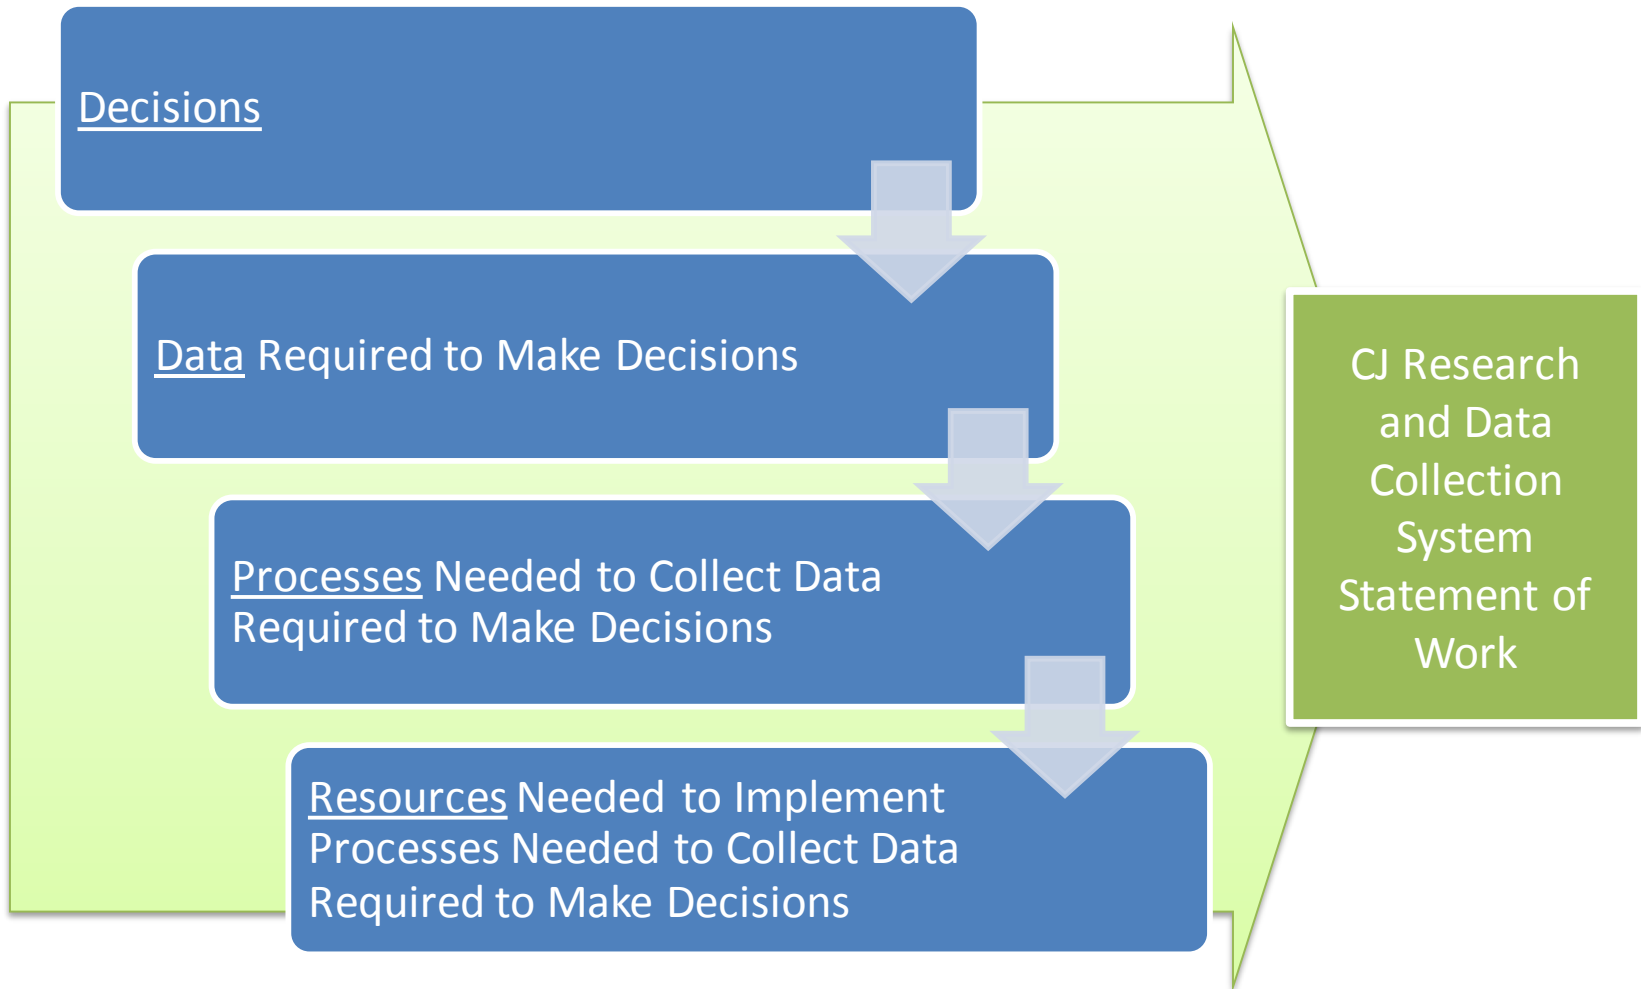 Decisions
Data Required to Make Decisions
Processes Needed to Collect Data
Required to Make Decisions
Resources Needed to Implement
Processes Needed to Collect Data
Required to Make Decisions
CJ Research
and Data
Collection
System
Statement of
Work